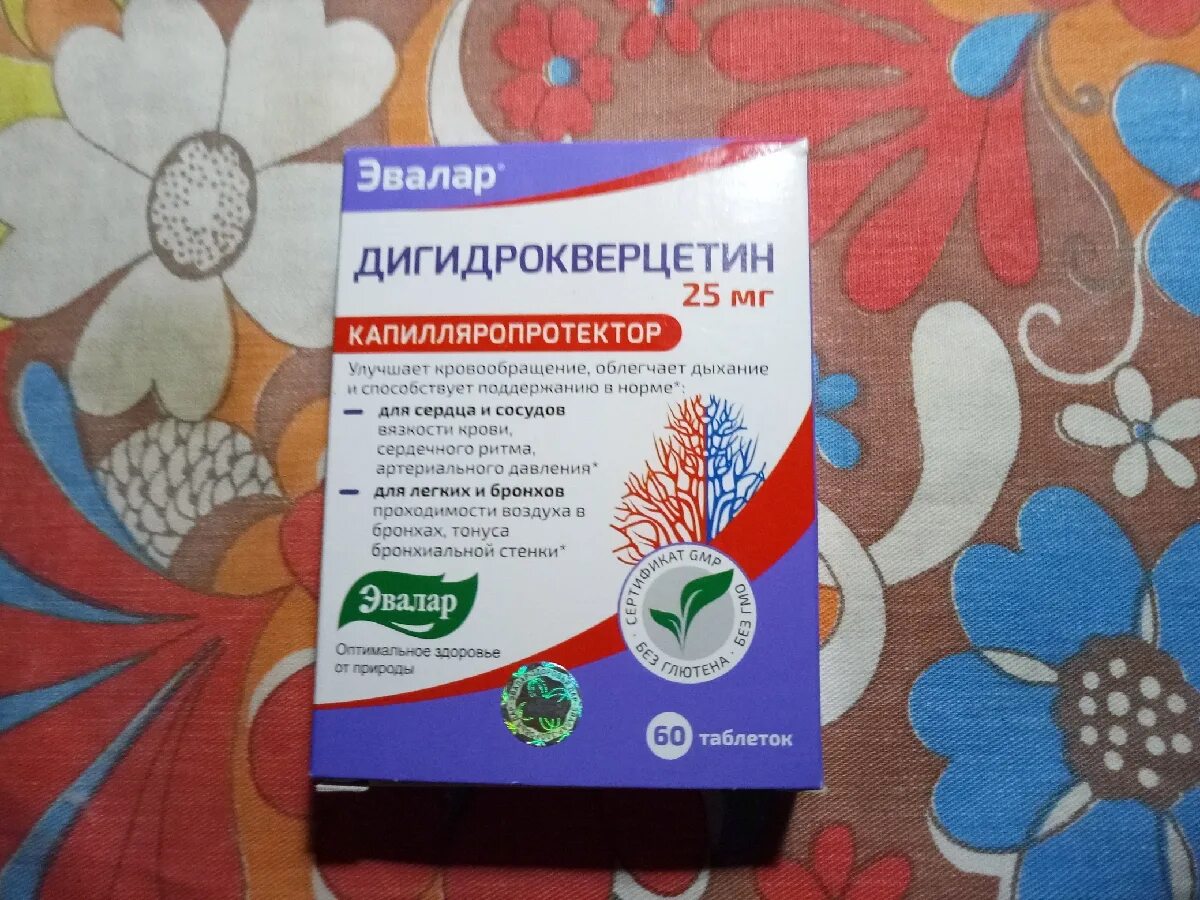 Эвалар®
ДИГИДРОКВЕРЦЕТИН
25 мг
КАПИЛЛЯРОПРОТЕКТОР
Улучшает кровообращение, облегчает дыхание
и способствует поддержанию в норме*:
– для сердца и сосудов
вязкости крови,
сердечного ритма,
артериального давления*
– для легких и бронхов
проходимости воздуха в
бронхах, тонуса
бронхиальной стенки*
Эвалар
Оптимальное здоровье
от природы
СЕРТИФИКАТ GMP · БЕЗ ГМО · БЕЗ ГЛЮТЕНА ·
60 таблеток